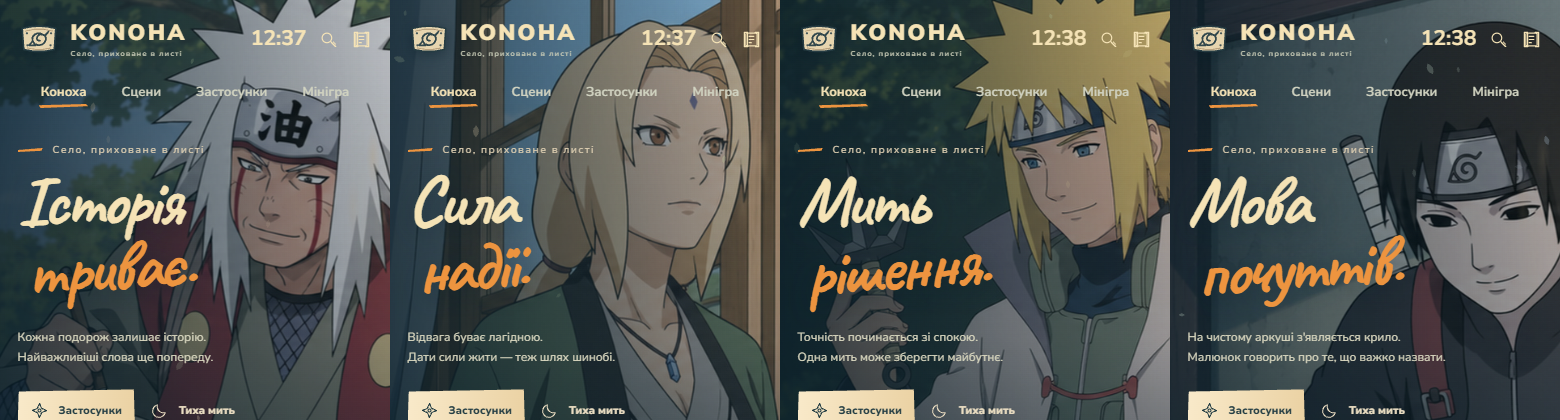 KONOHA
Село, приховане в листі
12:37
Коноха Сцени Застосунки Мінігра
油
Село, приховане в листі
Історія
триває.
Кожна подорож залишає історію.
Найважливіші слова ще попереду.
Застосунки Тиха мить
KONOHA
Село, приховане в листі
12:37
Коноха Сцени Застосунки Мінігра
Село, приховане в листі
Сила
надії.
Відвага буває лагідною.
Дати сили жити — теж шлях шинобі.
Застосунки Тиха мить
KONOHA
Село, приховане в листі
12:38
Коноха Сцени Застосунки Мінігра
Село, приховане в листі
Мить
рішення.
Точність починається зі спокою.
Одна мить може зберегти майбутнє.
Застосунки Тиха мить
KONOHA
Село, приховане в листі
12:38
Коноха Сцени Застосунки Мінігра
Село, приховане в листі
Мова
почуттів.
На чистому аркуші з'являється крило.
Малюнок говорить про те, що важко назвати.
Застосунки Тиха мить